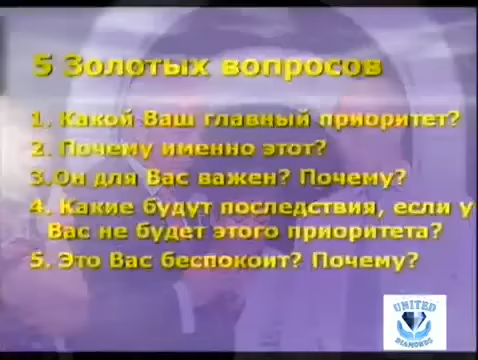 5 Золотых вопросов
1. Какой Ваш главный приоритет?
2. Почему именно этот?
3.Он для Вас важен? Почему?
4. Какие будут последствия, если у
Вас не будет этого приоритета?
5. Это Вас беспокоит? Почему?
UNITED
DIAMONDS